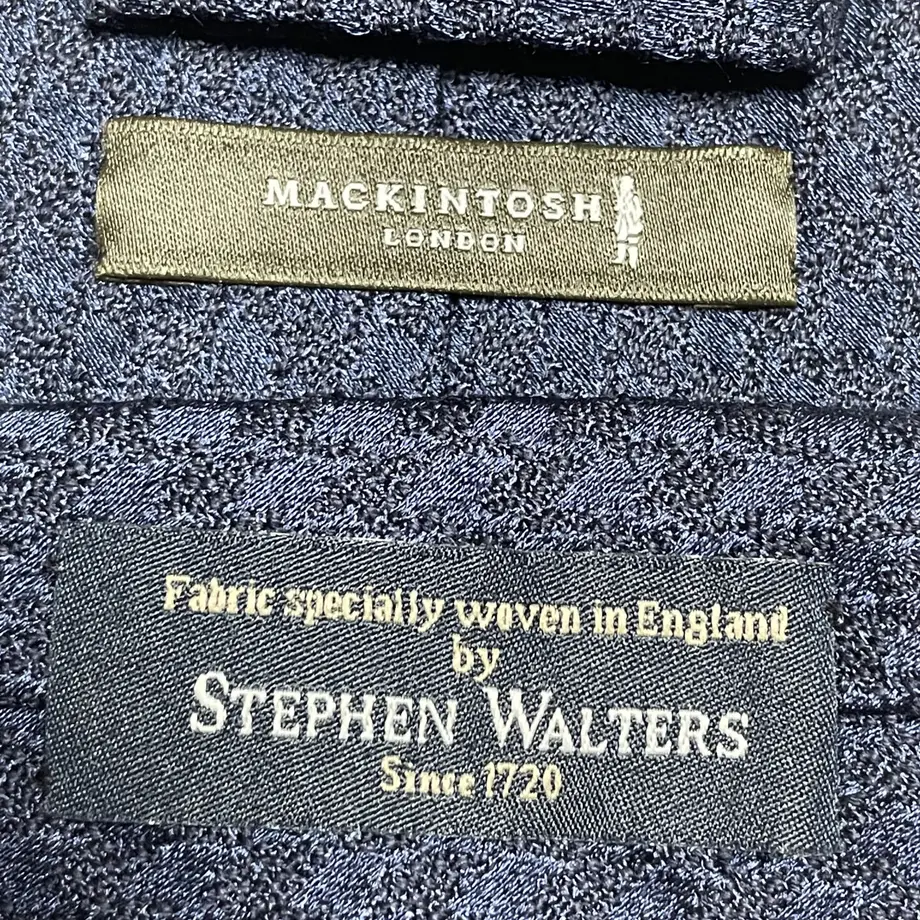 MACKINTOSH
LONDON
Fabric specially woven in England
by
STEPHEN WALTERS
Since 1720